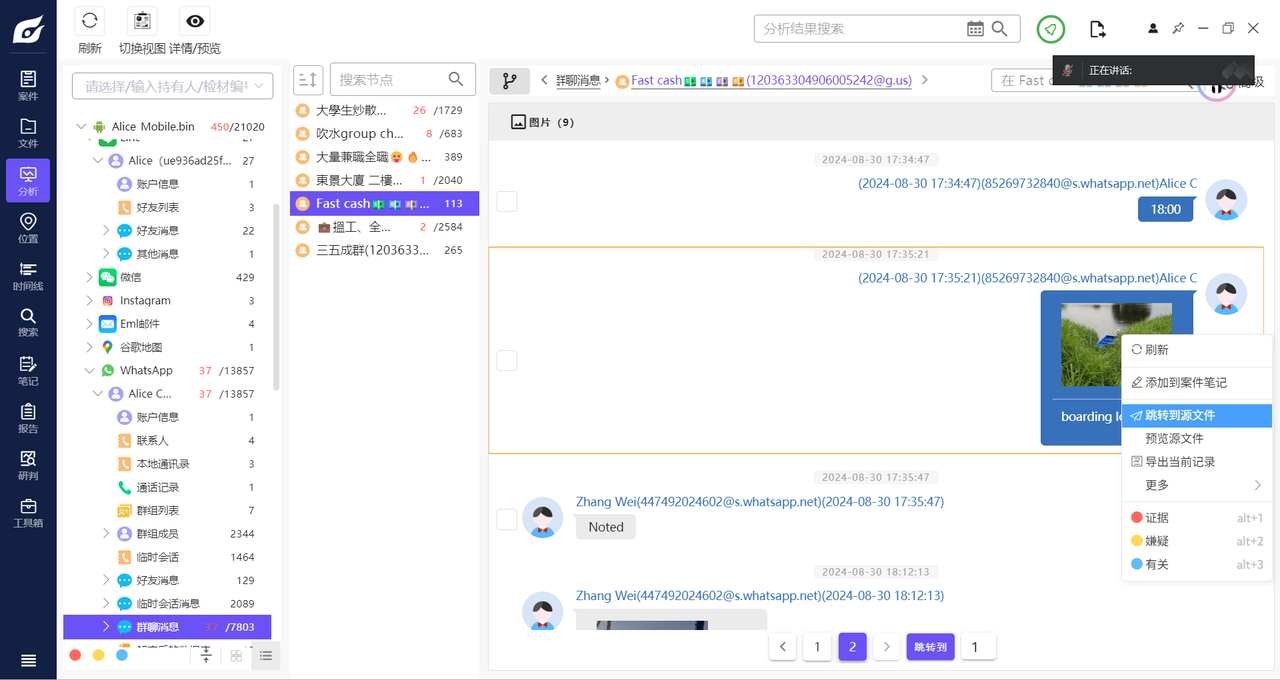 刷新
切换视图
详情/预览
分析结果搜索
正在讲话:
案件
文件
分析
位置
时间线
搜索
笔记
报告
研判
工具箱
请选择/输入持有人/检材编号
Alice_Mobile.bin 450/21020
Line
Alice (ue936ad25f... 27
账户信息 1
好友列表 3
好友消息 22
其他消息 5
微信 429
Instagram 3
Eml邮件 4
谷歌地图 1
WhatsApp 37 /13857
Alice C... 37 /13857
账户信息 1
联系人 4
本地通讯录 3
通话记录 1
群组列表 7
群组成员 2344
临时会话 1464
好友消息 129
临时会话消息 2089
群聊消息 37 /7803
搜索节点
大學生炒散... 26 /1729
吹水group ch... 8 /683
大量兼職全職😝🔥... 389
東景大廈 二樓... 1 /2040
Fast cash💵💶💷... 113
💼搵工、全... 2 /2584
三五成群(1203633... 265
群聊消息
Fast cash💵💶💷💴(120363304906005242@g.us)
在 Fast c
高级
图片 (9)
2024-08-30 17:34:47
(2024-08-30 17:34:47)(85269732840@s.whatsapp.net)Alice C
18:00
2024-08-30 17:35:21
(2024-08-30 17:35:21)(85269732840@s.whatsapp.net)Alice C
boarding lo
刷新
添加到案件笔记
跳转到源文件
预览源文件
导出当前记录
更多
证据 alt+1
嫌疑 alt+2
有关 alt+3
2024-08-30 17:35:47
Zhang Wei(447492024602@s.whatsapp.net)(2024-08-30 17:35:47)
Noted
2024-08-30 18:12:13
Zhang Wei(447492024602@s.whatsapp.net)(2024-08-30 18:12:13)
1
2
跳转到
1